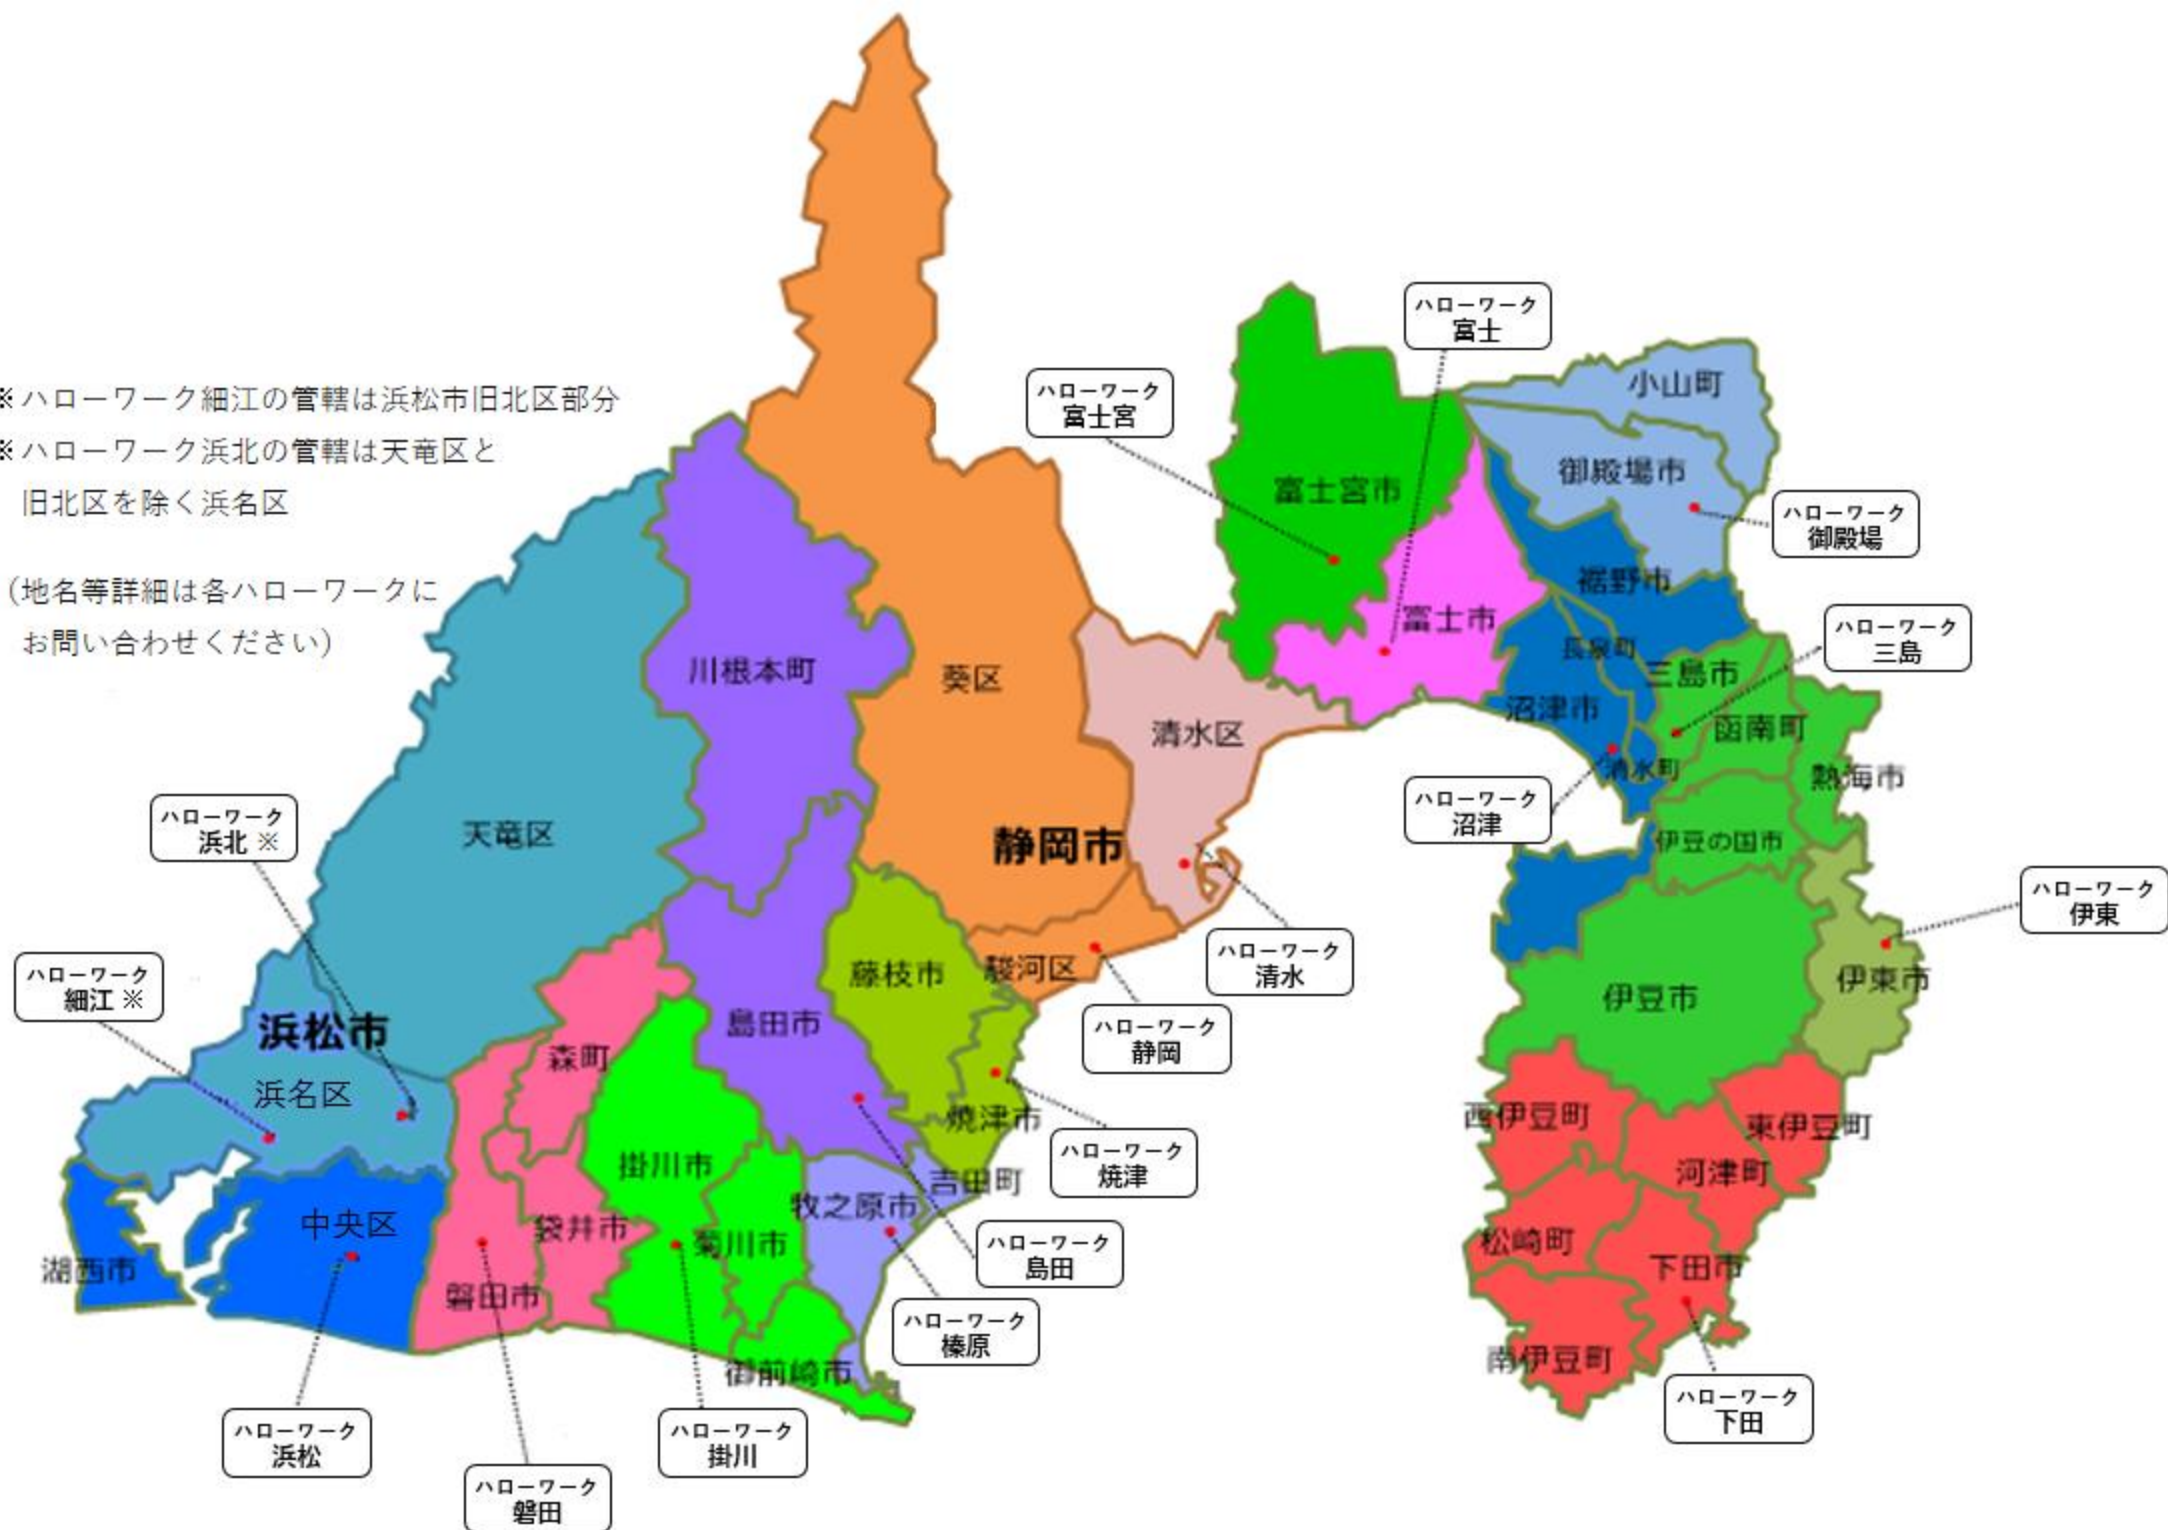 ※ハローワーク細江の管轄は浜松市旧北区部分
※ハローワーク浜北の管轄は天竜区と
旧北区を除く浜名区
(地名等詳細は各ハローワークに
お問い合わせください)
ハローワーク
富士
ハローワーク
富士宮
小山町
御殿場市
富士宮市
ハローワーク
御殿場
裾野市
富士市
長泉町
ハローワーク
三島
三島市
川根本町
葵区
沼津市
函南町
清水区
清水町
熱海市
ハローワーク
沼津
ハローワーク
浜北 ※
天竜区
静岡市
伊豆の国市
ハローワーク
伊東
ハローワーク
清水
藤枝市
駿河区
伊東市
ハローワーク
細江 ※
伊豆市
浜松市
島田市
ハローワーク
静岡
森町
浜名区
焼津市
西伊豆町
東伊豆町
ハローワーク
焼津
掛川市
河津町
吉田町
牧之原市
中央区
袋井市
菊川市
松崎町
ハローワーク
島田
湖西市
磐田市
下田市
ハローワーク
榛原
御前崎市
南伊豆町
ハローワーク
下田
ハローワーク
浜松
ハローワーク
掛川
ハローワーク
磐田